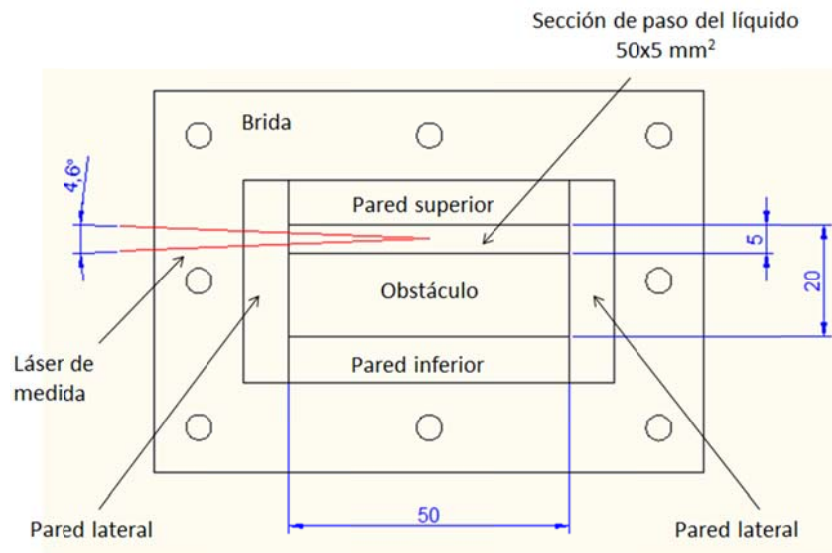 Sección de paso del líquido
50x5 mm²
Brida
4,6°
Pared superior
5
Obstáculo
20
Láser de
medida
Pared inferior
50
Pared lateral
Pared lateral